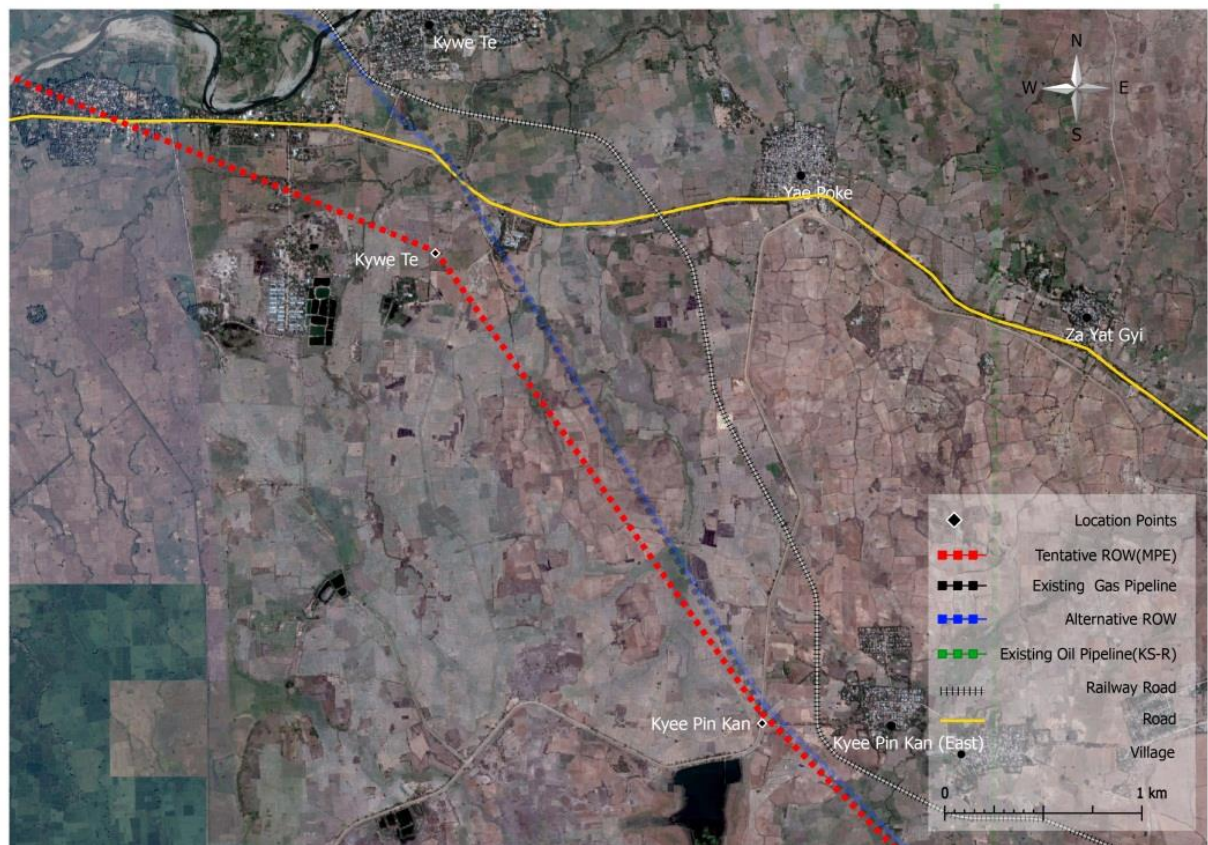 Kywe Te
N
W
E
S
Yae Poke
Kywe Te
Za Yat Gyi
Location Points
Tentative ROW(MPE)
Existing Gas Pipeline
Alternative ROW
Existing Oil Pipeline(KS-R)
Railway Road
Road
Village
0
1 km
Kyee Pin Kan
Kyee Pin Kan (East)